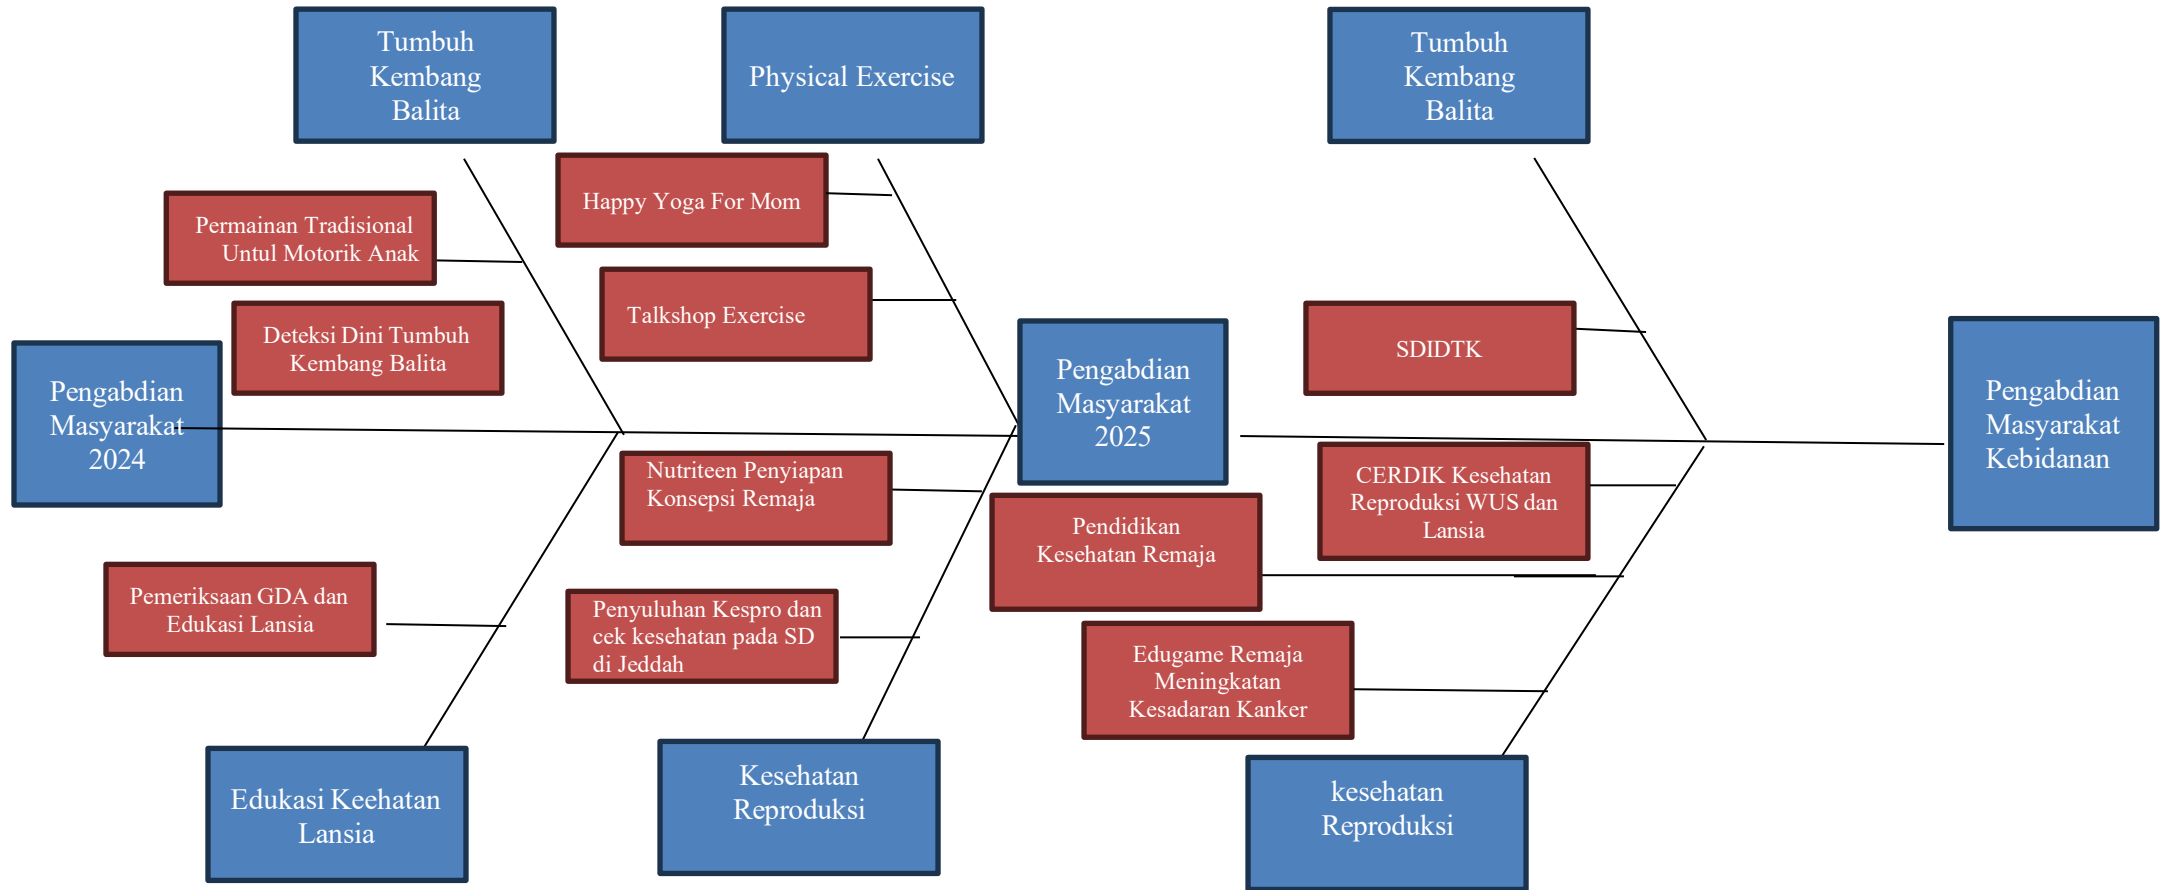 Tumbuh
Kembang
Balita
Physical Exercise
Tumbuh
Kembang
Balita
Happy Yoga For Mom
Permainan Tradisional
Untul Motorik Anak
Talkshop Exercise
Deteksi Dini Tumbuh
Kembang Balita
SDIDTK
Pengabdian
Masyarakat
2024
Pengabdian
Masyarakat
2025
Pengabdian
Masyarakat
Kebidanan
Nutriteen Penyiapan
Konsepsi Remaja
CERDIK Kesehatan
Reproduksi WUS dan
Lansia
Pendidikan
Kesehatan Remaja
Pemeriksaan GDA dan
Edukasi Lansia
Penyuluhan Kespro dan
cek kesehatan pada SD
di Jeddah
Edugame Remaja
Meningkatan
Kesadaran Kanker
Edukasi Keehatan
Lansia
Kesehatan
Reproduksi
kesehatan
Reproduksi